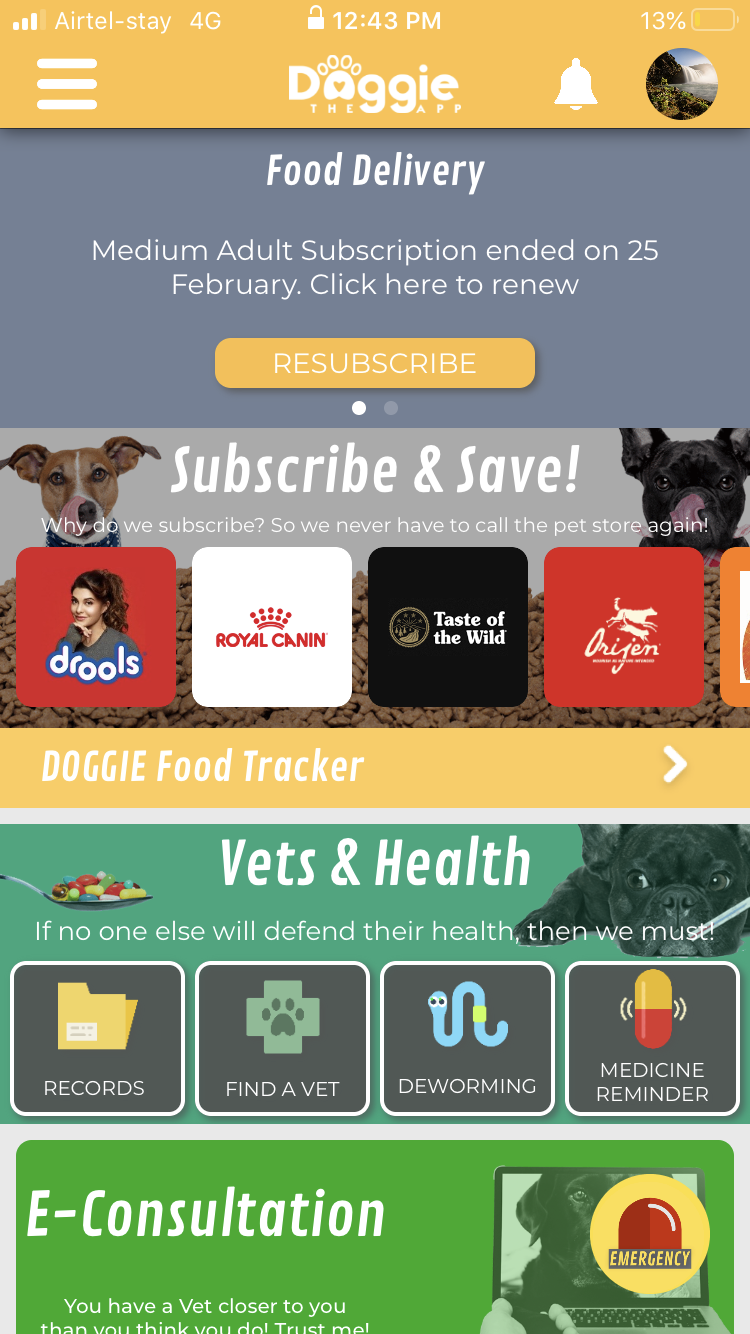 Airtel-stay 4G 12:43 PM 13%
Doggie
THE APP
Food Delivery
Medium Adult Subscription ended on 25
February. Click here to renew
RESUBSCRIBE
Subscribe & Save!
Why do we subscribe? So we never have to call the pet store again!
drools
ROYAL CANIN
Taste of
the Wild
Orijen
DOGGIE Food Tracker
Vets & Health
If no one else will defend their health, then we must!
RECORDS
FIND A VET
DEWORMING
MEDICINE
REMINDER
E-Consultation
EMERGENCY
You have a Vet closer to you
than you think you do! Trust me!